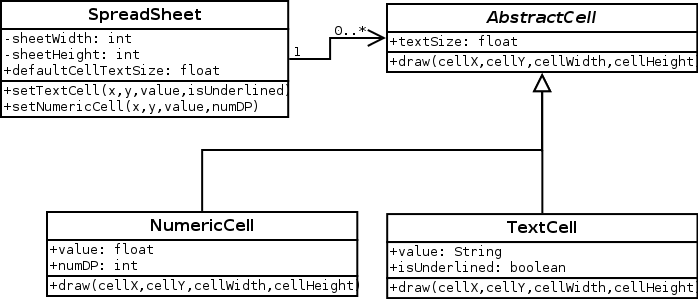 SpreadSheet
-sheetWidth: int
-sheetHeight: int
+defaultCellTextSize: float
+setTextCell(x,y,value,isUnderlined)
+setNumericCell(x,y,value,numDP)
1
0..*
AbstractCell
+textSize: float
+draw(cellX,cellY,cellWidth,cellHeight
NumericCell
+value: float
+numDP: int
+draw(cellX,cellY,cellWidth,cellHeight)
TextCell
+value: String
+isUnderlined: boolean
+draw(cellX,cellY,cellWidth,cellHeight)